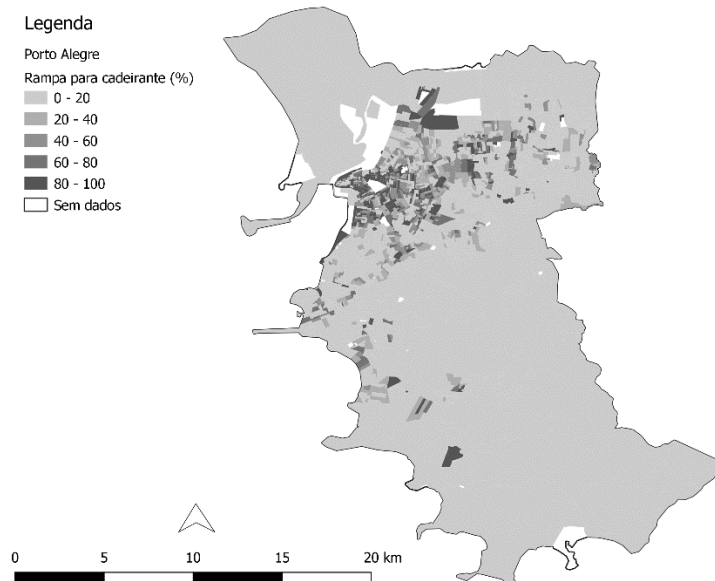 Legenda
Porto Alegre
Rampa para cadeirante (%)
0 - 20
20 - 40
40 - 60
60 - 80
80 - 100
Sem dados
0 5 10 15 20 km